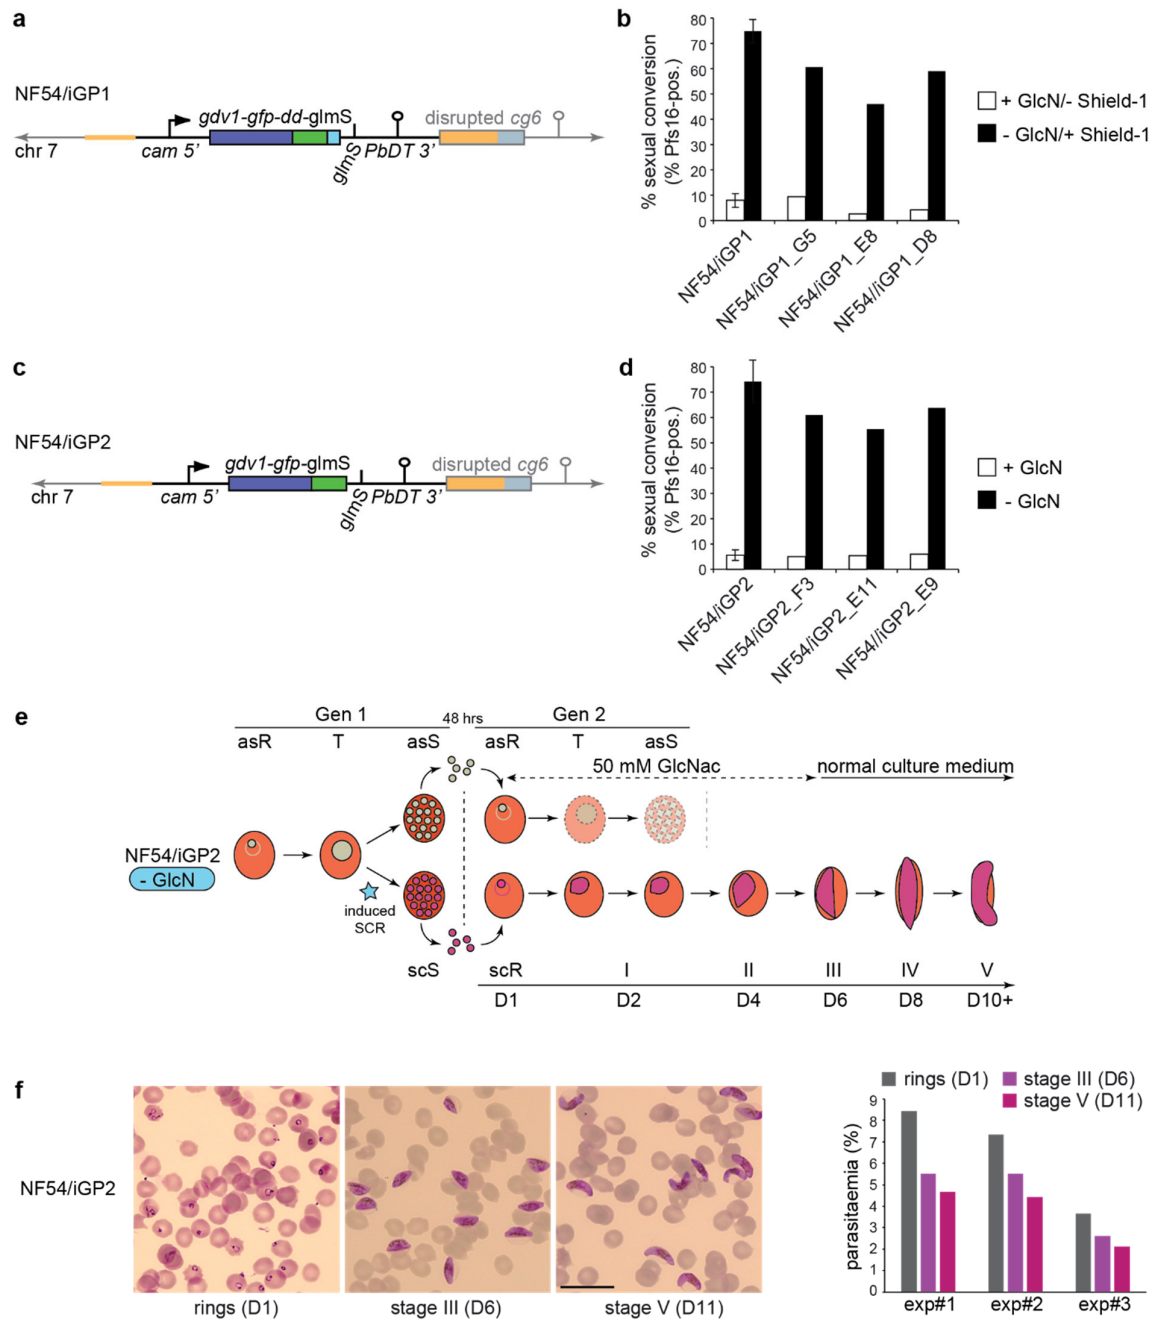 a
NF54/iGP1
gdv1-gfp-dd-glmS
disrupted cg6
chr 7
cam 5’
glmS
PbDT 3’
b
% sexual conversion
(% Pfs16-pos.)
80
70
60
50
40
30
20
10
0
NF54/iGP1
NF54/iGP1_G5
NF54/iGP1_E8
NF54//iGP1_D8
+ GlcN/- Shield-1
- GlcN/+ Shield-1
c
NF54/iGP2
gdv1-gfp-glmS
disrupted cg6
chr 7
cam 5’
glmS
PbDT 3’
d
% sexual conversion
(% Pfs16-pos.)
80
70
60
50
40
30
20
10
0
NF54/iGP2
NF54/iGP2_F3
NF54/iGP2_E11
NF54//iGP2_E9
+ GlcN
- GlcN
e
Gen 1
48 hrs
Gen 2
asR
T
asS
asR
T
asS
50 mM GlcNac
normal culture medium
NF54/iGP2
- GlcN
induced
SCR
scS
scR
I
II
III
IV
V
D1
D2
D4
D6
D8
D10+
f
NF54/iGP2
rings (D1)
stage III (D6)
stage V (D11)
rings (D1)
stage III (D6)
stage V (D11)
parasitaemia (%)
9
8
7
6
5
4
3
2
1
0
exp#1
exp#2
exp#3